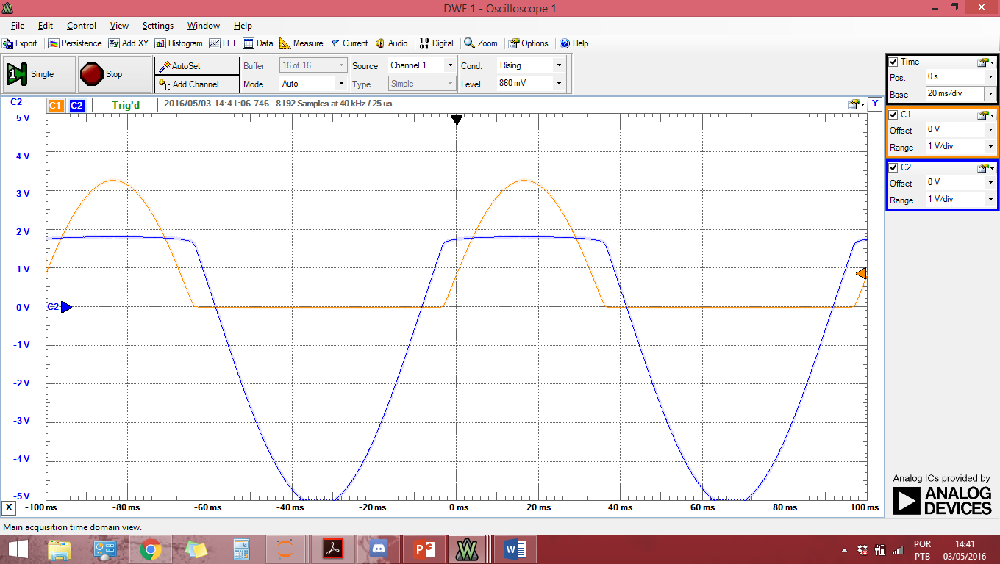 DWF 1 - Oscilloscope 1
File Edit Control View Settings Window Help
Export Persistence Add XY Histogram FFT Data Measure Current Audio Digital Zoom Options Help
Single Stop AutoSet Buffer 16 of 16 Source Channel 1 Cond. Rising
Add Channel Mode Auto Type Simple Level 860 mV
C2 C1 C2 Trig'd 2016/05/03 14:41:06.746 - 8192 Samples at 40 kHz / 25 us Y
5 V
4 V
3 V
2 V
1 V
0 V C2
-1 V
-2 V
-3 V
-4 V
-5 V
X -100 ms -80 ms -60 ms -40 ms -20 ms 0 ms 20 ms 40 ms 60 ms 80 ms 100 ms
Time
Pos. 0 s
Base 20 ms/div
C1
Offset 0 V
Range 1 V/div
C2
Offset 0 V
Range 1 V/div
Analog ICs provided by
ANALOG
DEVICES
Main acquisition time domain view.
POR 14:41
PTB 03/05/2016